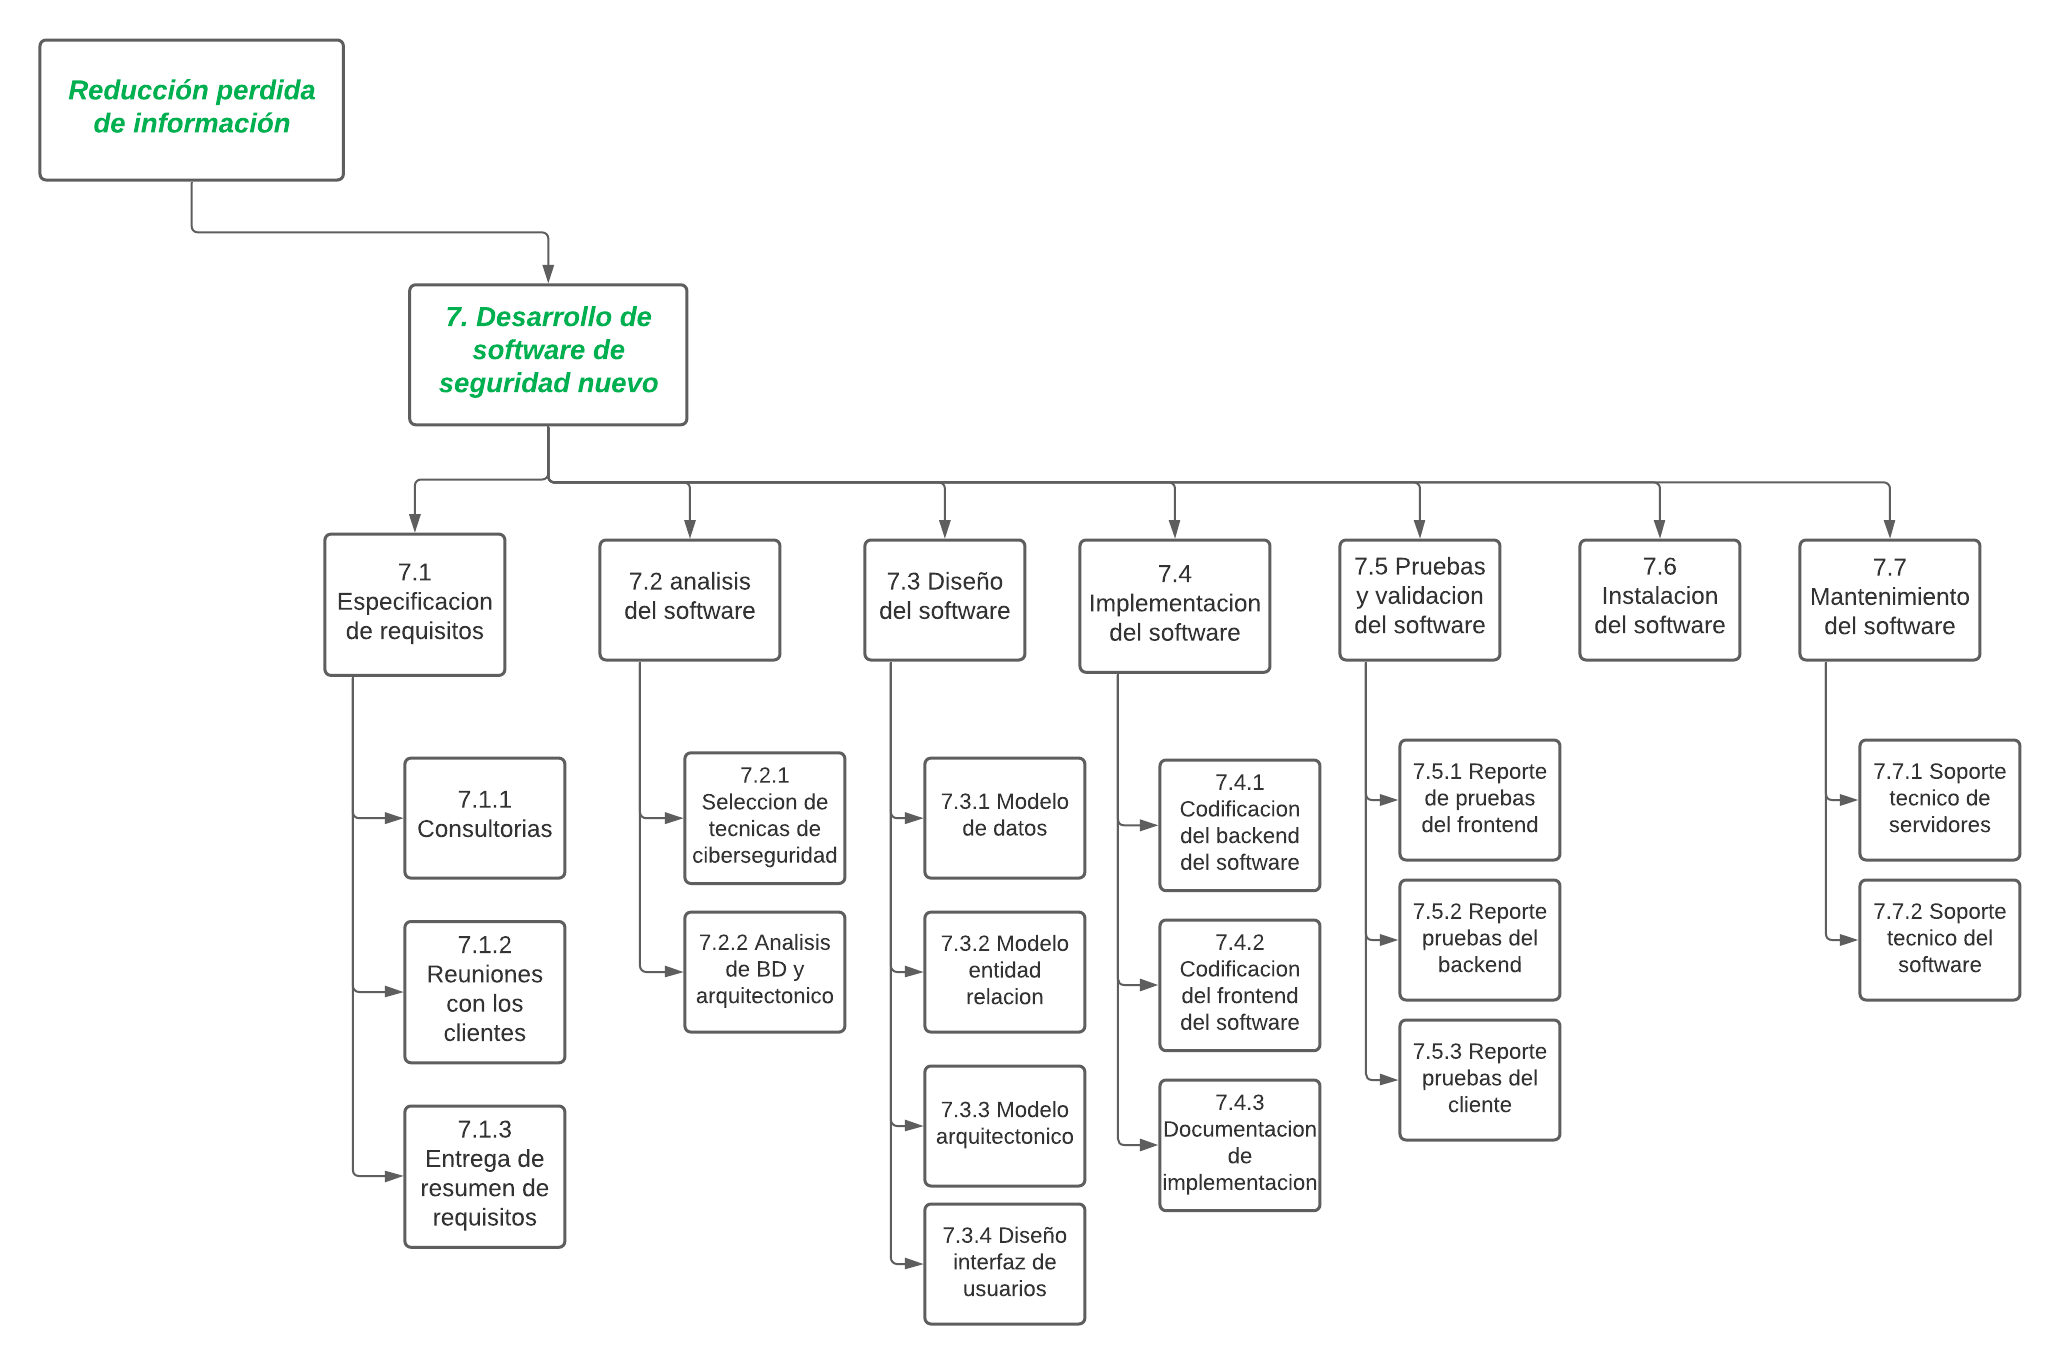 Reducción perdida
de información
7. Desarrollo de
software de
seguridad nuevo
7.1
Especificacion
de requisitos
7.2 analisis
del software
7.3 Diseño
del software
7.4
Implementacion
del software
7.5 Pruebas
y validacion
del software
7.6
Instalacion
del software
7.7
Mantenimiento
del software
7.1.1
Consultorias
7.1.2
Reuniones
con los
clientes
7.1.3
Entrega de
resumen de
requisitos
7.2.1
Seleccion de
tecnicas de
ciberseguridad
7.2.2 Analisis
de BD y
arquitectonico
7.3.1 Modelo
de datos
7.3.2 Modelo
entidad
relacion
7.3.3 Modelo
arquitectonico
7.3.4 Diseño
interfaz de
usuarios
7.4.1
Codificacion
del backend
del software
7.4.2
Codificacion
del frontend
del software
7.4.3
Documentacion
de
implementacion
7.5.1 Reporte
de pruebas
del frontend
7.5.2 Reporte
pruebas del
backend
7.5.3 Reporte
pruebas del
cliente
7.7.1 Soporte
tecnico de
servidores
7.7.2 Soporte
tecnico del
software